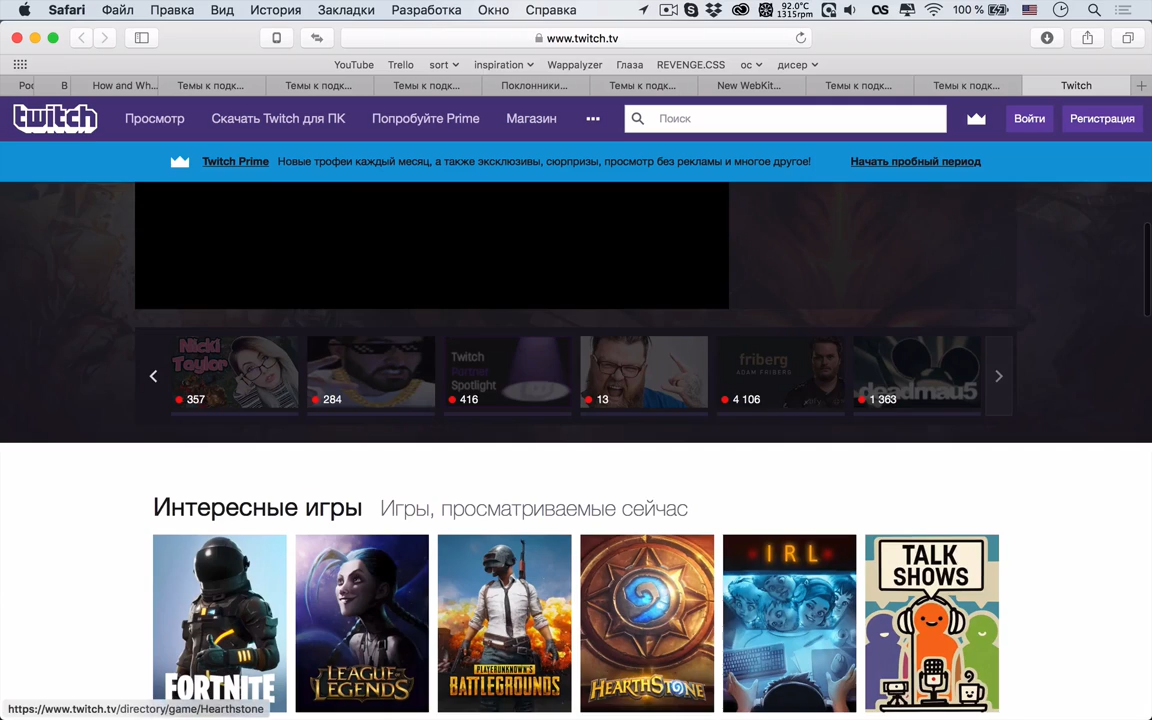 Safari Файл Правка Вид История Закладки Разработка Окно Справка 92.0°C 1315rpm 100 %
www.twitch.tv
YouTube Trello sort inspiration Wappalyzer Глаза REVENGE.CSS ос дисер
Рос В How and Wh... Темы к подк... Темы к подк... Темы к подк... Поклонники... Темы к подк... New WebKit... Темы к подк... Темы к подк... Twitch
twitch Просмотр Скачать Twitch для ПК Попробуйте Prime Магазин ••• Поиск Войти Регистрация
Twitch Prime Новые трофеи каждый месяц, а также эксклюзивы, сюрпризы, просмотр без рекламы и многое другое! Начать пробный период
Nicki
Taylor
357
284
Twitch
Partner
Spotlight
416
13
friberg
ADAM FRIBERG
4 106
deadmau5
1 363
Интересные игры Игры, просматриваемые сейчас
FORTNITE
LEAGUE of
LEGENDS
PLAYERUNKNOWN'S
BATTLEGROUNDS
HEARTHSTONE
IRL
TALK
SHOWS
https://www.twitch.tv/directory/game/Hearthstone